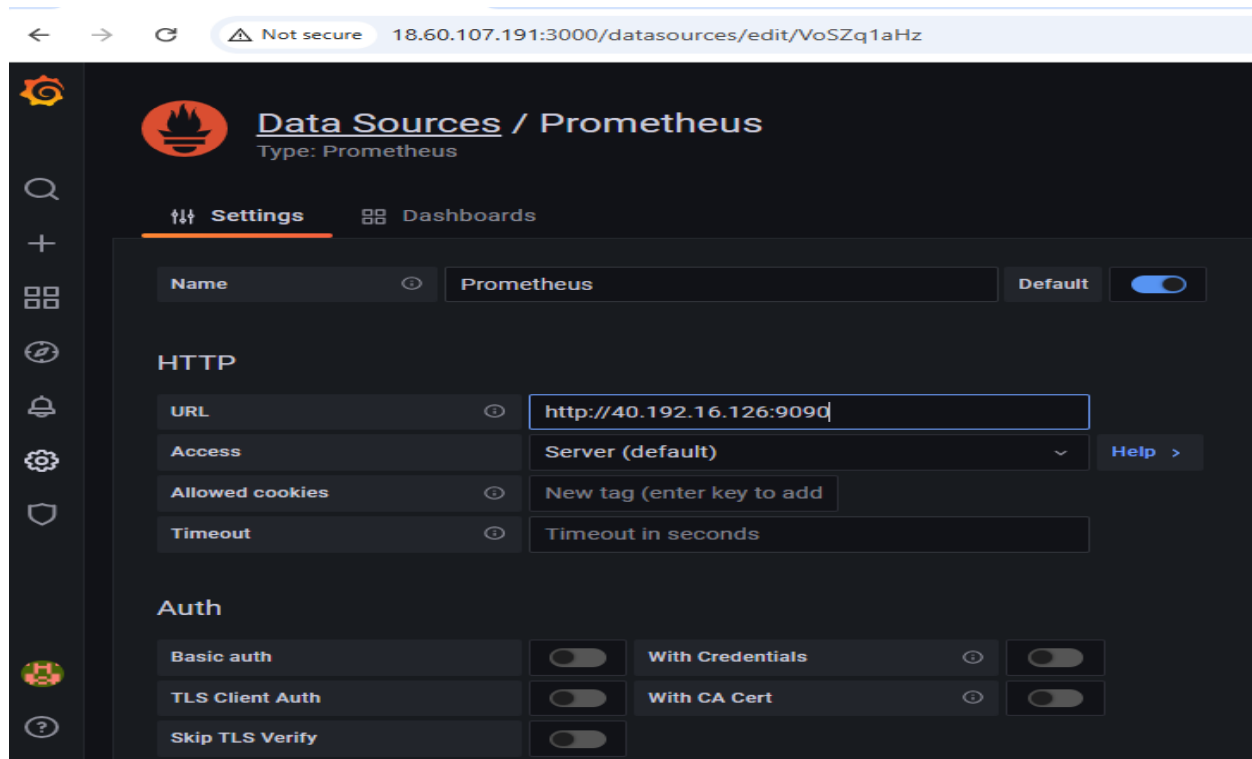 Not secure 18.60.107.191:3000/datasources/edit/VoSZq1aHz
Data Sources / Prometheus
Type: Prometheus
Settings Dashboards
Name Prometheus Default
HTTP
URL http://40.192.16.126:9090
Access Server (default) Help >
Allowed cookies New tag (enter key to add
Timeout Timeout in seconds
Auth
Basic auth With Credentials
TLS Client Auth With CA Cert
Skip TLS Verify